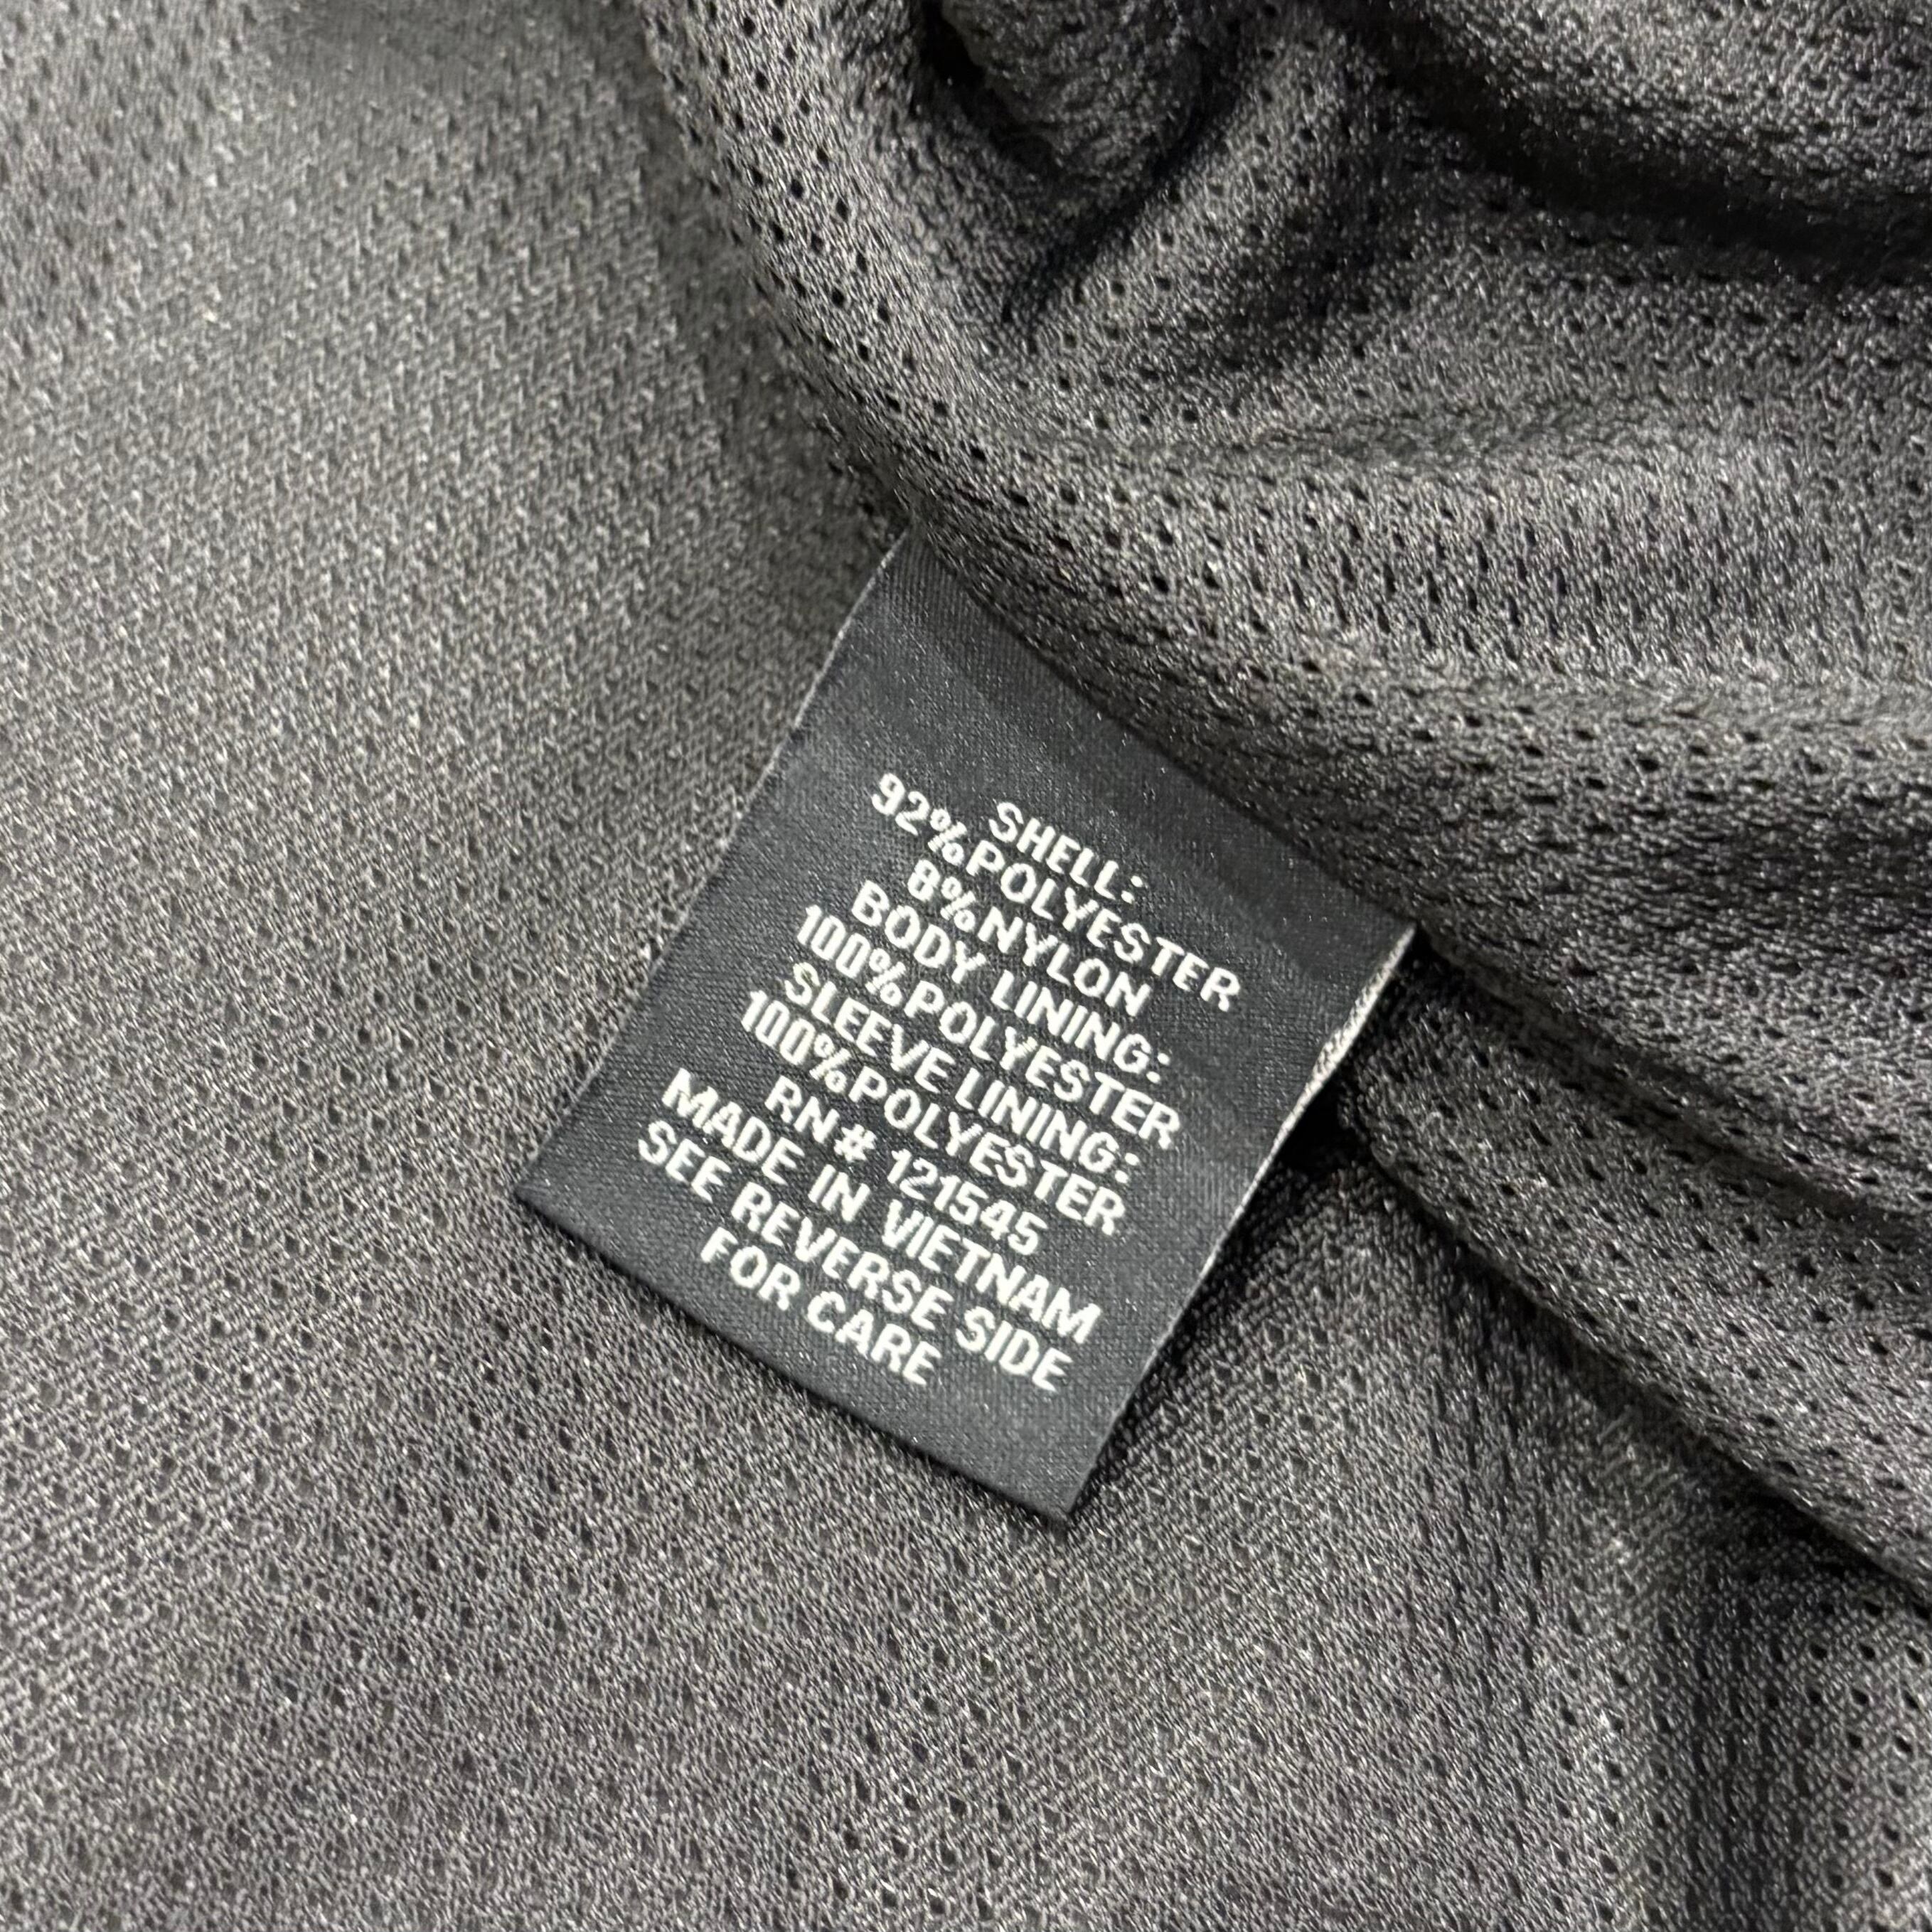 SHELL:
92%POLYESTER
8%NYLON
BODY LINING:
100%POLYESTER
SLEEVE LINING:
100%POLYESTER
RN# 121545
MADE IN VIETNAM
SEE REVERSE SIDE
FOR CARE